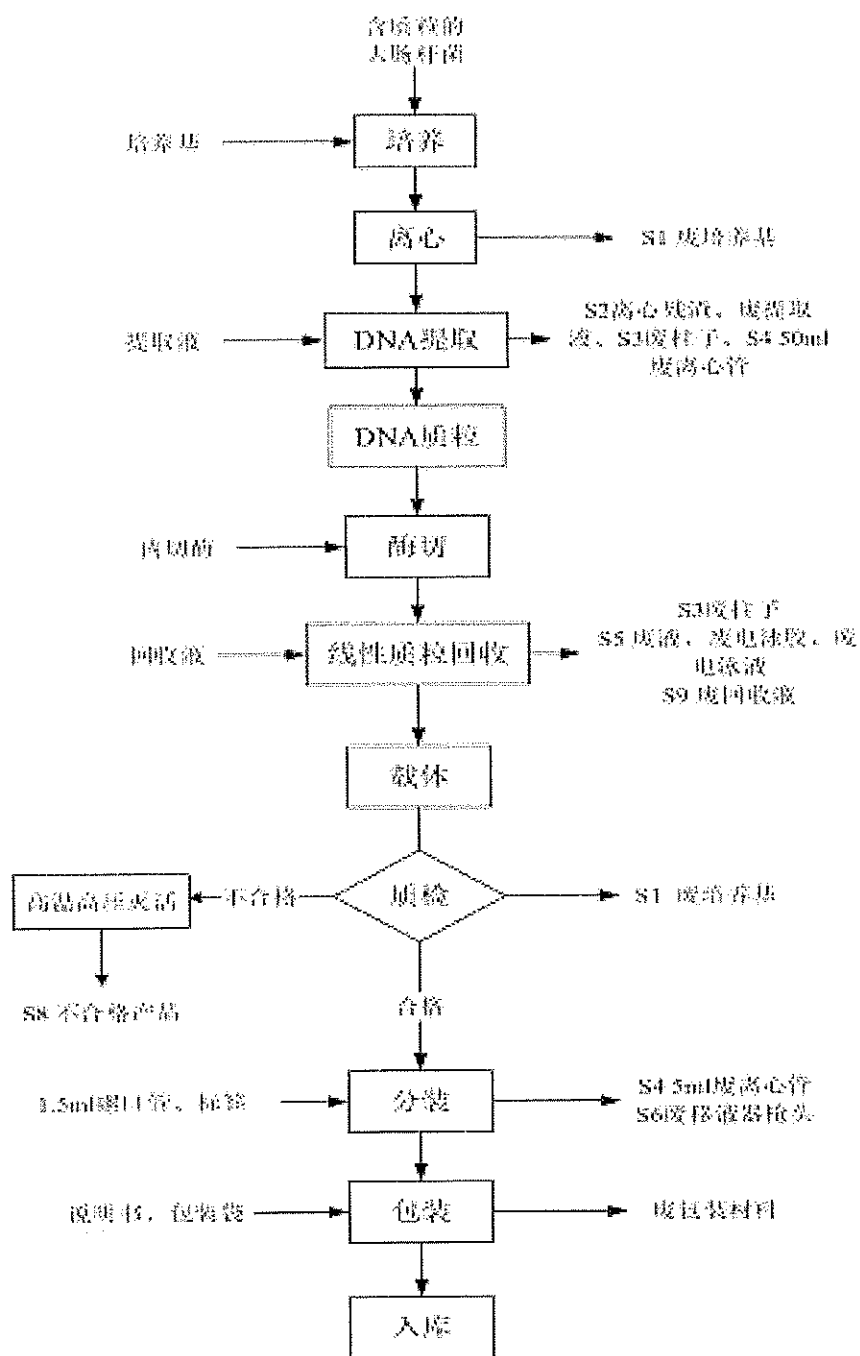 含质粒的
大肠杆菌
培养基
培养
离心
S1 废培养基
提取液
DNA提取
S2离心残液、废提取
液、S3废柱子、S4 50ml
废离心管
DNA质粒
内切酶
酶切
回收液
线性质粒回收
S3废柱子
S5 废液、废电泳胶、废
电泳液
S9 废回收液
载体
高温高压灭活
不合格
质检
S1 废培养基
S8 不合格产品
合格
1.5ml螺口管、标签
分装
S4 5ml废离心管
S6废移液器枪头
说明书、包装袋
包装
废包装材料
入库